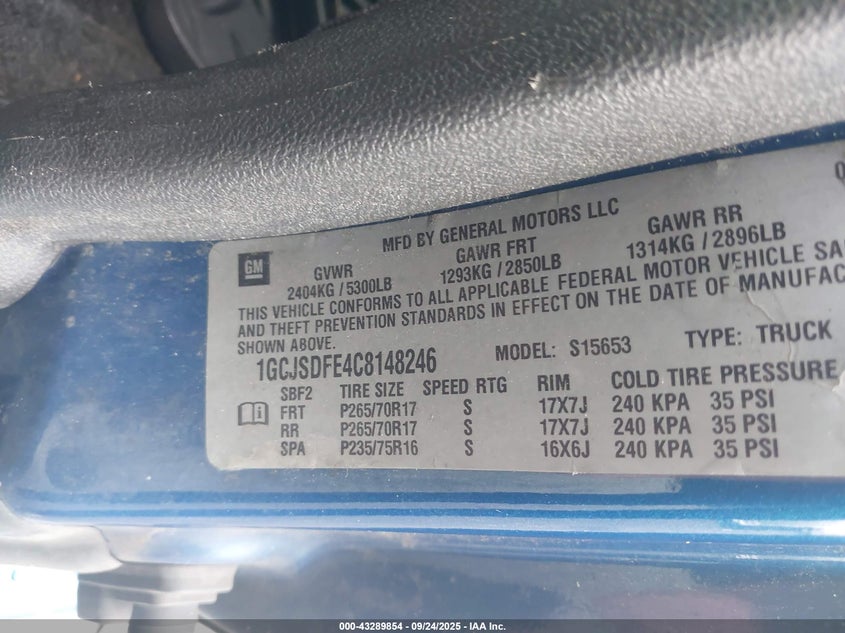 0
MFD BY GENERAL MOTORS LLC
GM
GVWR GAWR FRT GAWR RR
2404KG / 5300LB 1293KG / 2850LB 1314KG / 2896LB
THIS VEHICLE CONFORMS TO ALL APPLICABLE FEDERAL MOTOR VEHICLE SA
AND THEFT PREVENTION STANDARDS IN EFFECT ON THE DATE OF MANUFAC
SHOWN ABOVE.
1GCJSDFE4C8148246 MODEL: S15653 TYPE: TRUCK
SBF2 TIRE SIZE SPEED RTG RIM COLD TIRE PRESSURE
FRT P265/70R17 S 17X7J 240 KPA 35 PSI
RR P265/70R17 S 17X7J 240 KPA 35 PSI
SPA P235/75R16 S 16X6J 240 KPA 35 PSI
000-43289854 - 09/24/2025 - IAA Inc.